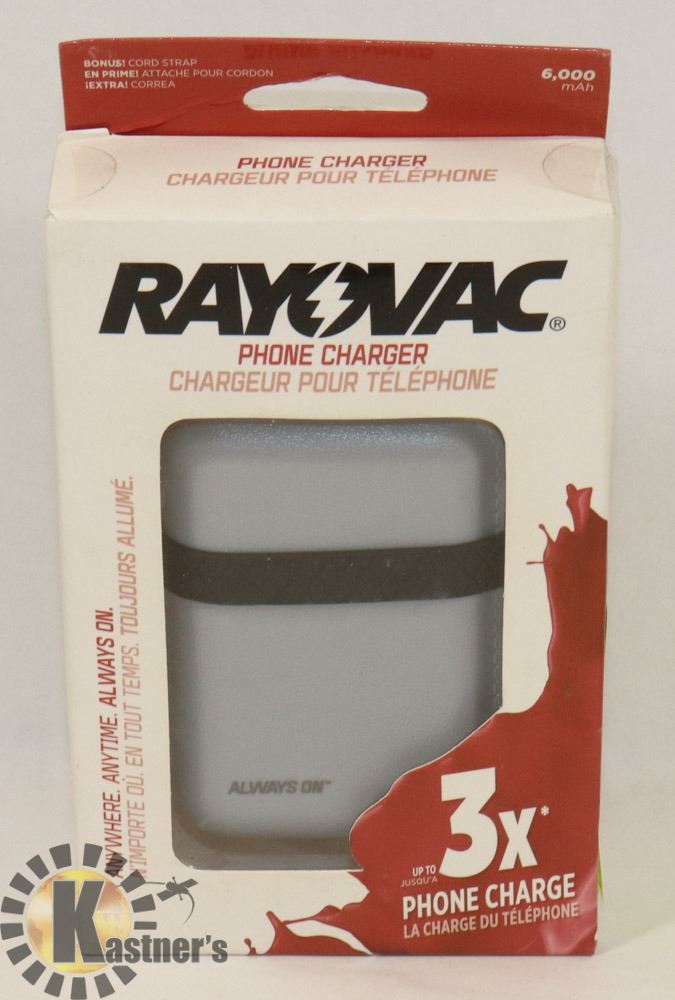 BONUS! CORD STRAP
EN PRIME! ATTACHE POUR CORDON
¡EXTRA! CORREA
6,000
mAh
PHONE CHARGER
CHARGEUR POUR TÉLÉPHONE
RAYOVAC®
PHONE CHARGER
CHARGEUR POUR TÉLÉPHONE
ANYWHERE. ANYTIME. ALWAYS ON.
N'IMPORTE OÙ. EN TOUT TEMPS. TOUJOURS ALLUMÉ.
ALWAYS ON™
UP TO
JUSQU'À
3X*
PHONE CHARGE
LA CHARGE DU TÉLÉPHONE
Kastner's